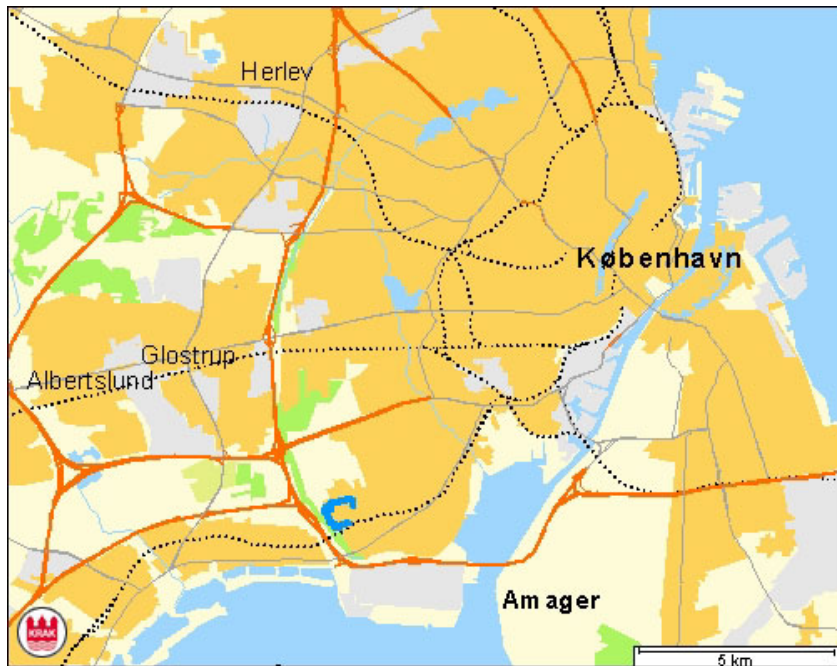 Herlev
København
Glostrup
Albertslund
Amager
KRAK
5 km